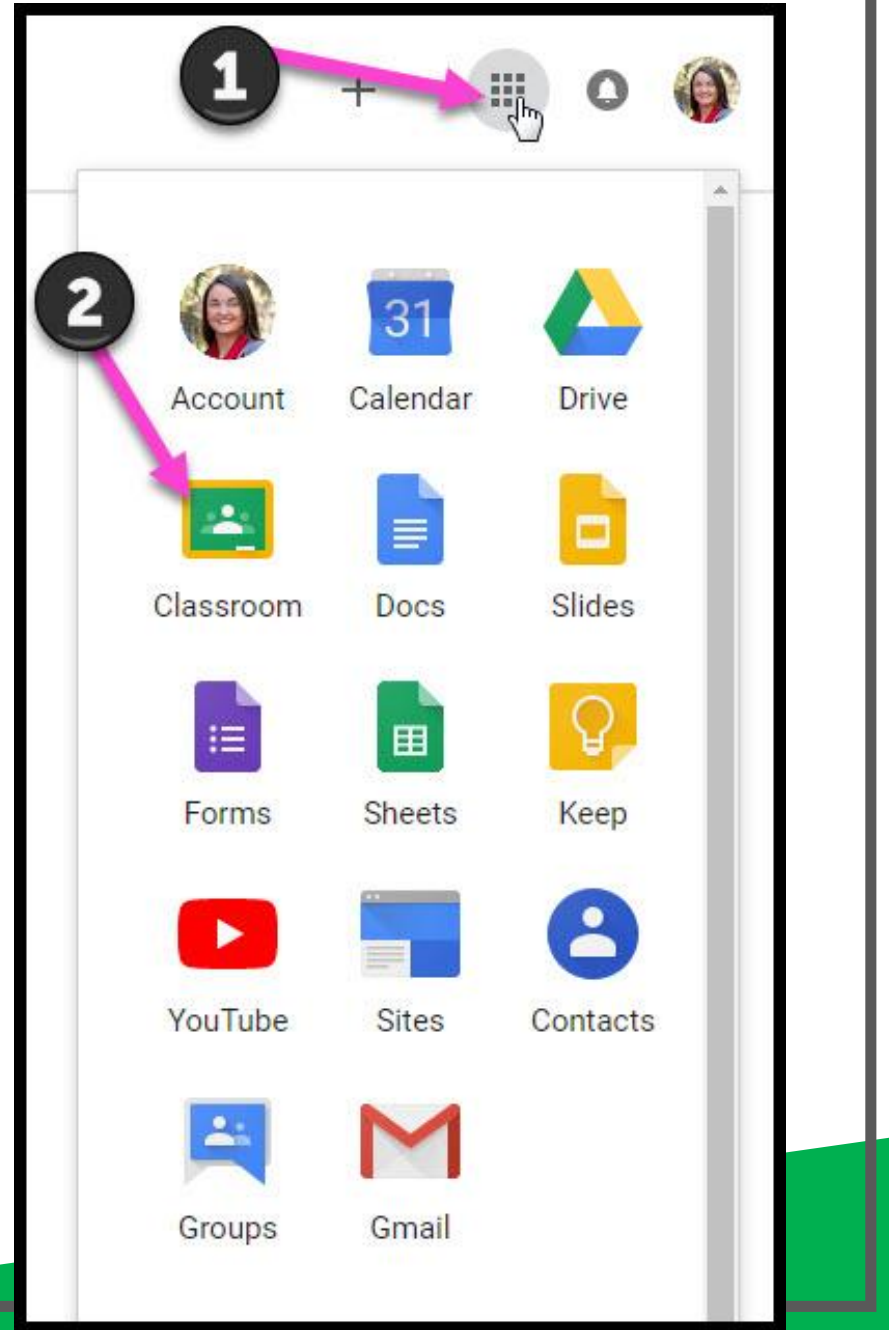 1
2
31
Account Calendar Drive
Classroom Docs Slides
Forms Sheets Keep
YouTube Sites Contacts
Groups Gmail